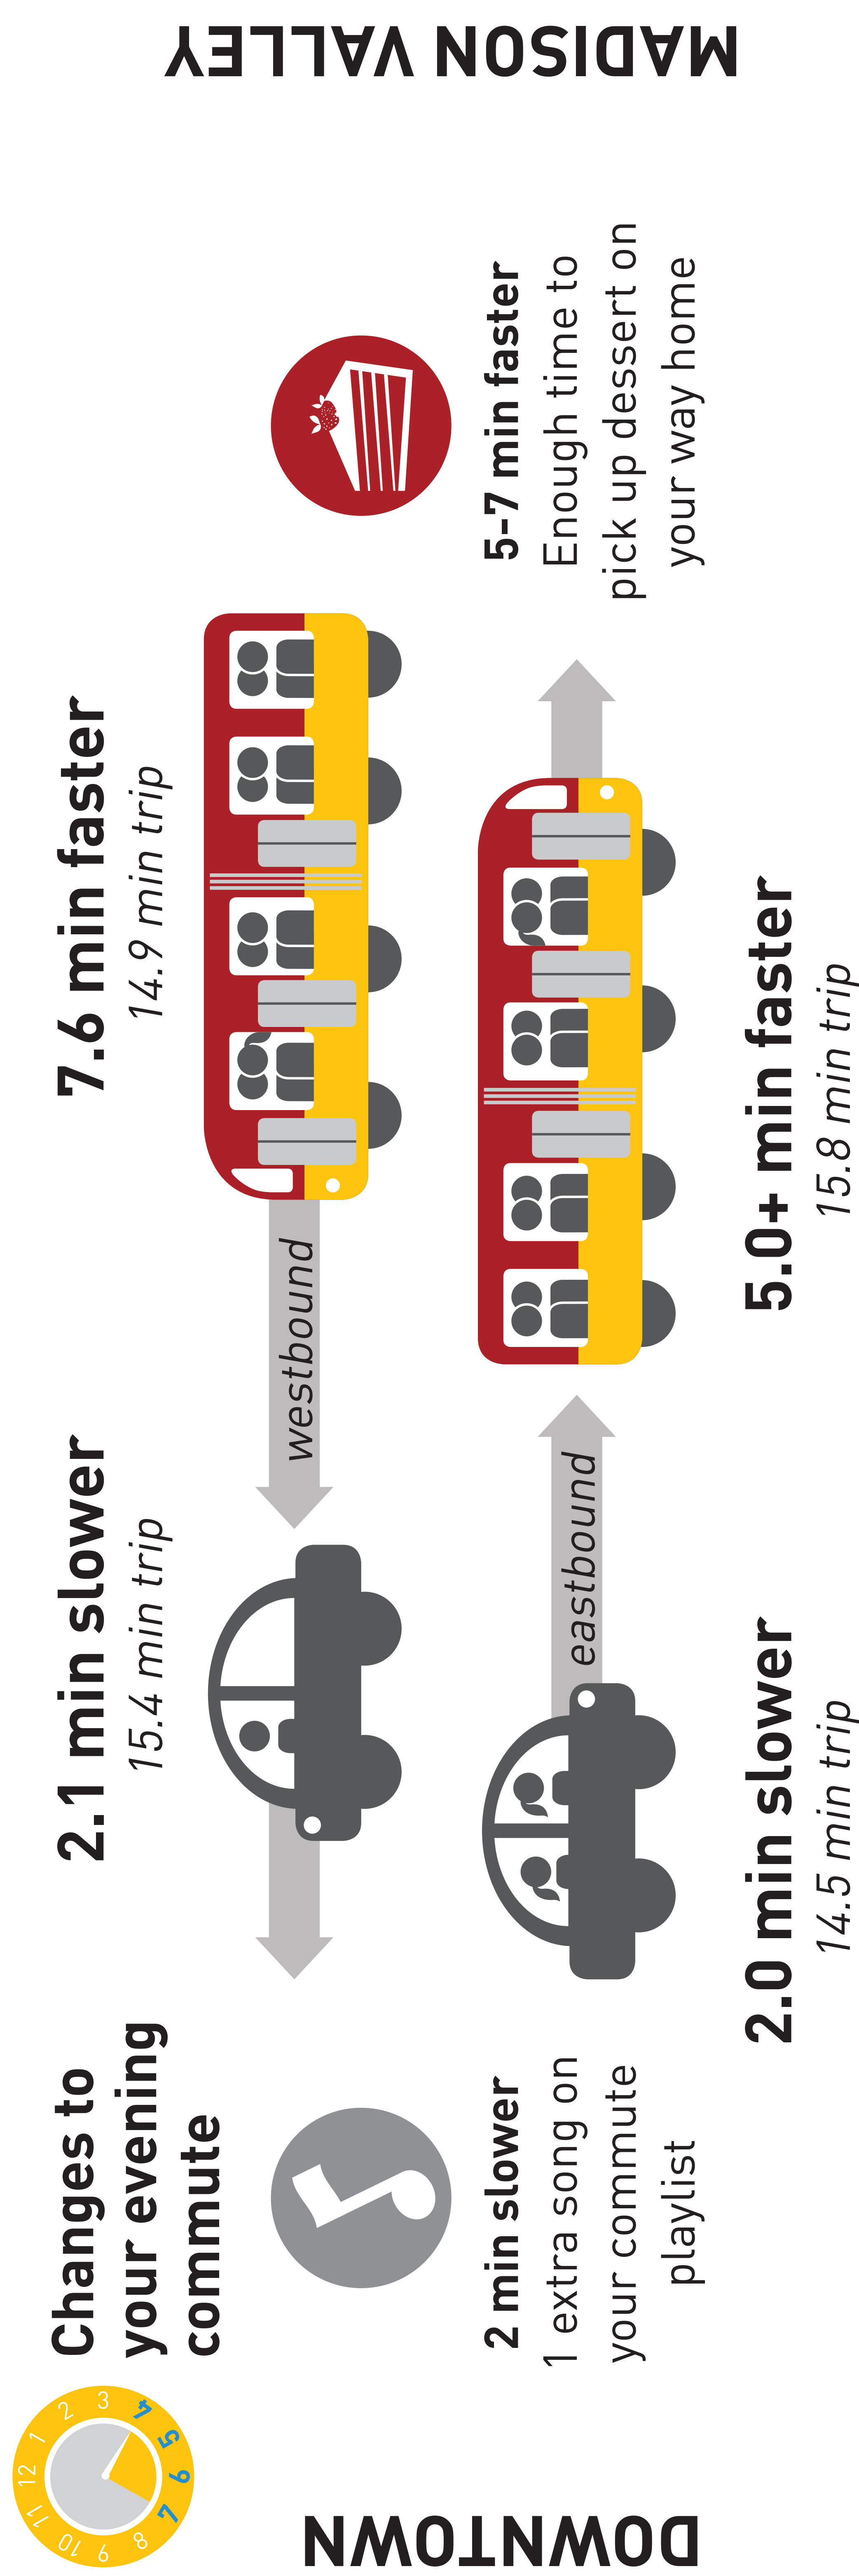 DOWNTOWN
12
1
2
3
4
5
6
7
8
9
10
11
Changes to
your evening
commute
2 min slower
1 extra song on
your commute
playlist
2.1 min slower
15.4 min trip
7.6 min faster
14.9 min trip
westbound
eastbound
2.0 min slower
14.5 min trip
5.0+ min faster
15.8 min trip
5-7 min faster
Enough time to
pick up dessert on
your way home
MADISON VALLEY